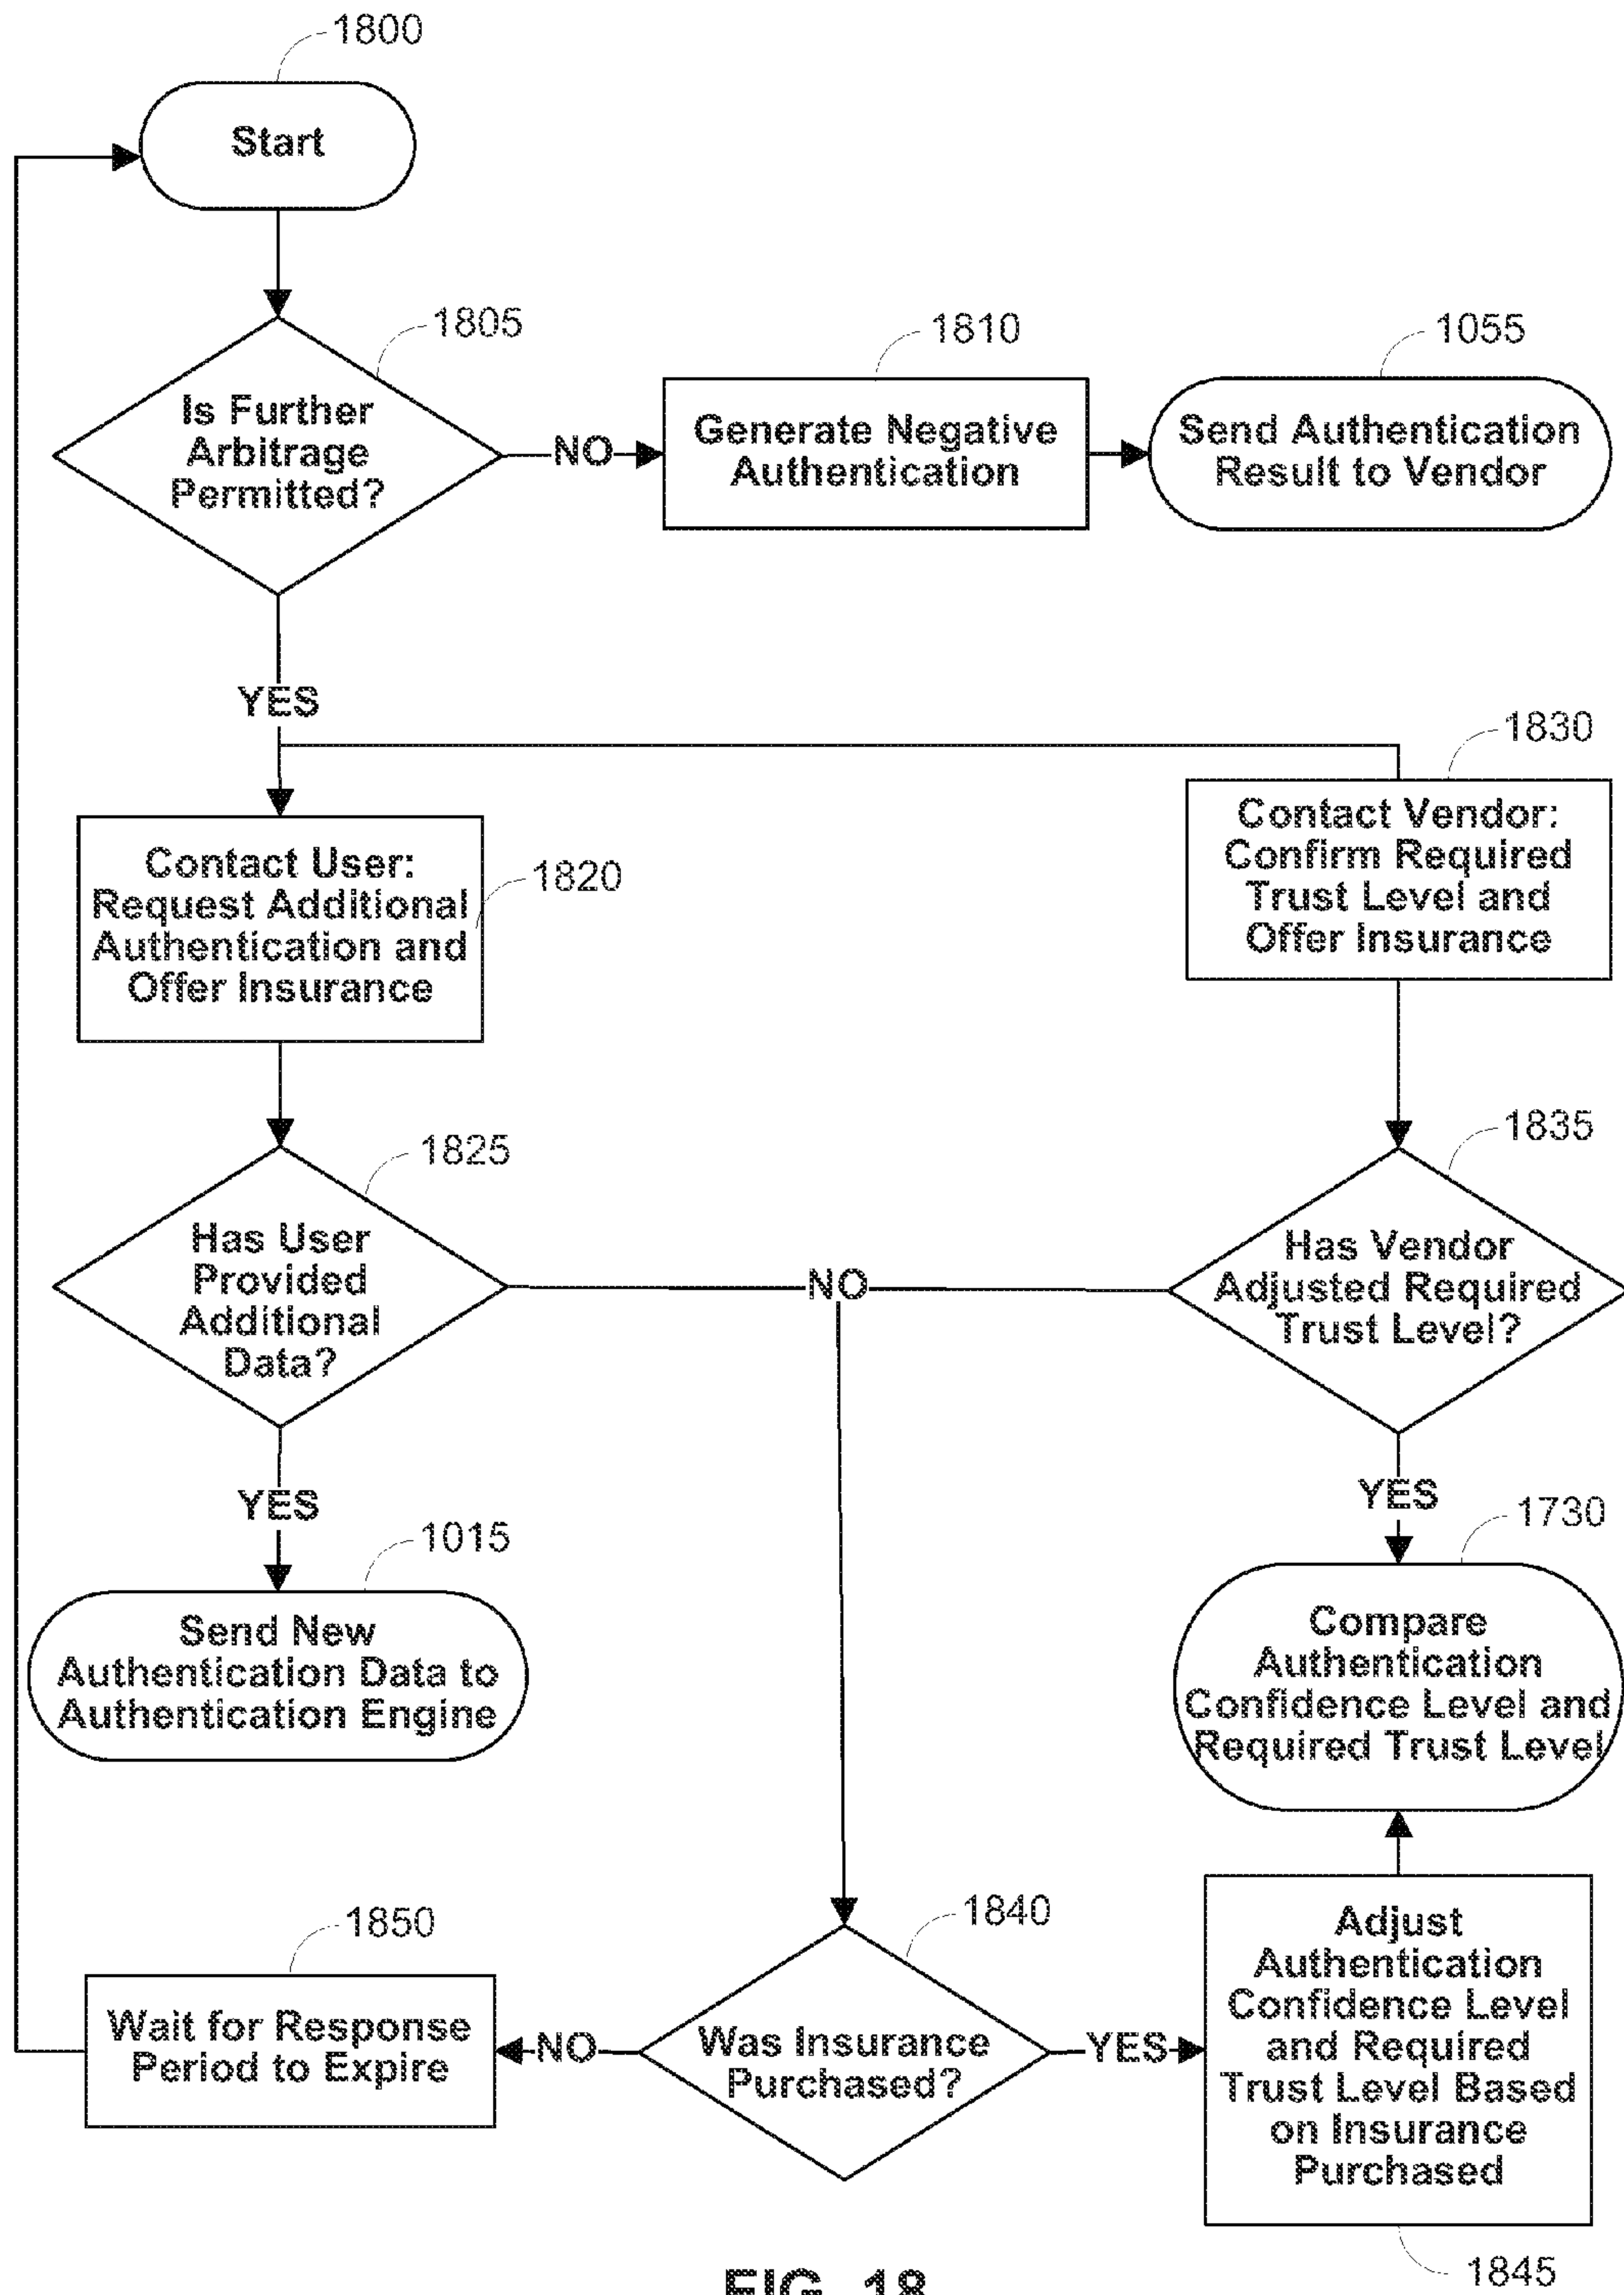 1800
Start
1805
Is Further
Arbitrage
Permitted?
NO
1810
Generate Negative
Authentication
1055
Send Authentication
Result to Vendor
YES
1820
Contact User:
Request Additional
Authentication and
Offer Insurance
1830
Contact Vendor:
Confirm Required
Trust Level and
Offer Insurance
1825
Has User
Provided
Additional
Data?
NO
1835
Has Vendor
Adjusted Required
Trust Level?
YES
1015
Send New
Authentication Data to
Authentication Engine
YES
1730
Compare
Authentication
Confidence Level and
Required Trust Level
1850
Wait for Response
Period to Expire
NO
1840
Was Insurance
Purchased?
YES
Adjust
Authentication
Confidence Level
and Required
Trust Level Based
on Insurance
Purchased
1845
FIG. 18